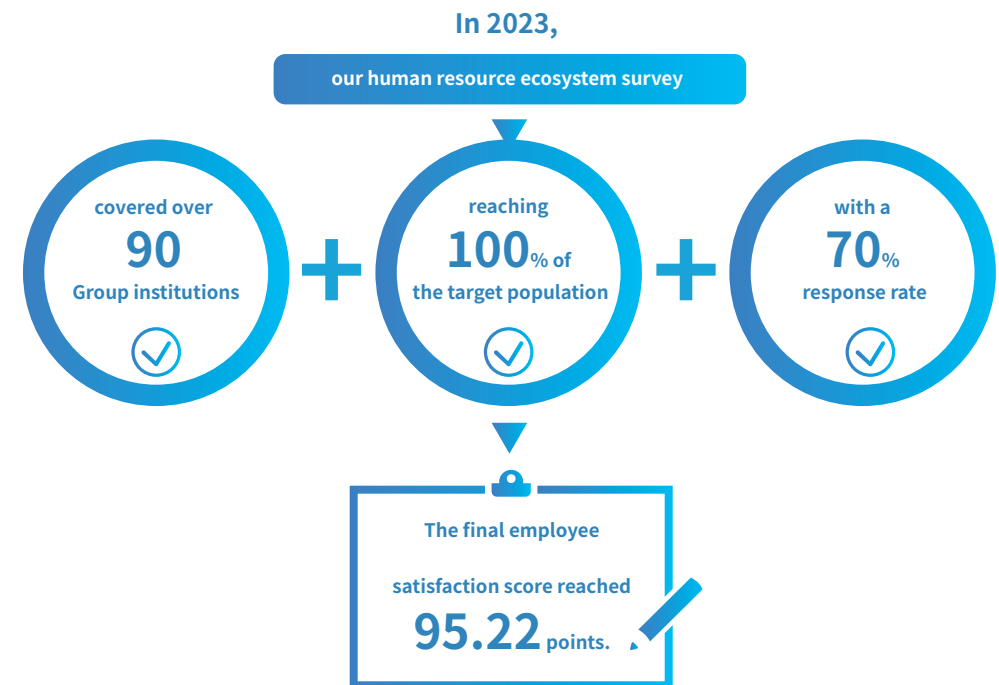 In 2023,
our human resource ecosystem survey
covered over
90
Group institutions
reaching
100% of
the target population
with a
70%
response rate
The final employee
satisfaction score reached
95.22 points.